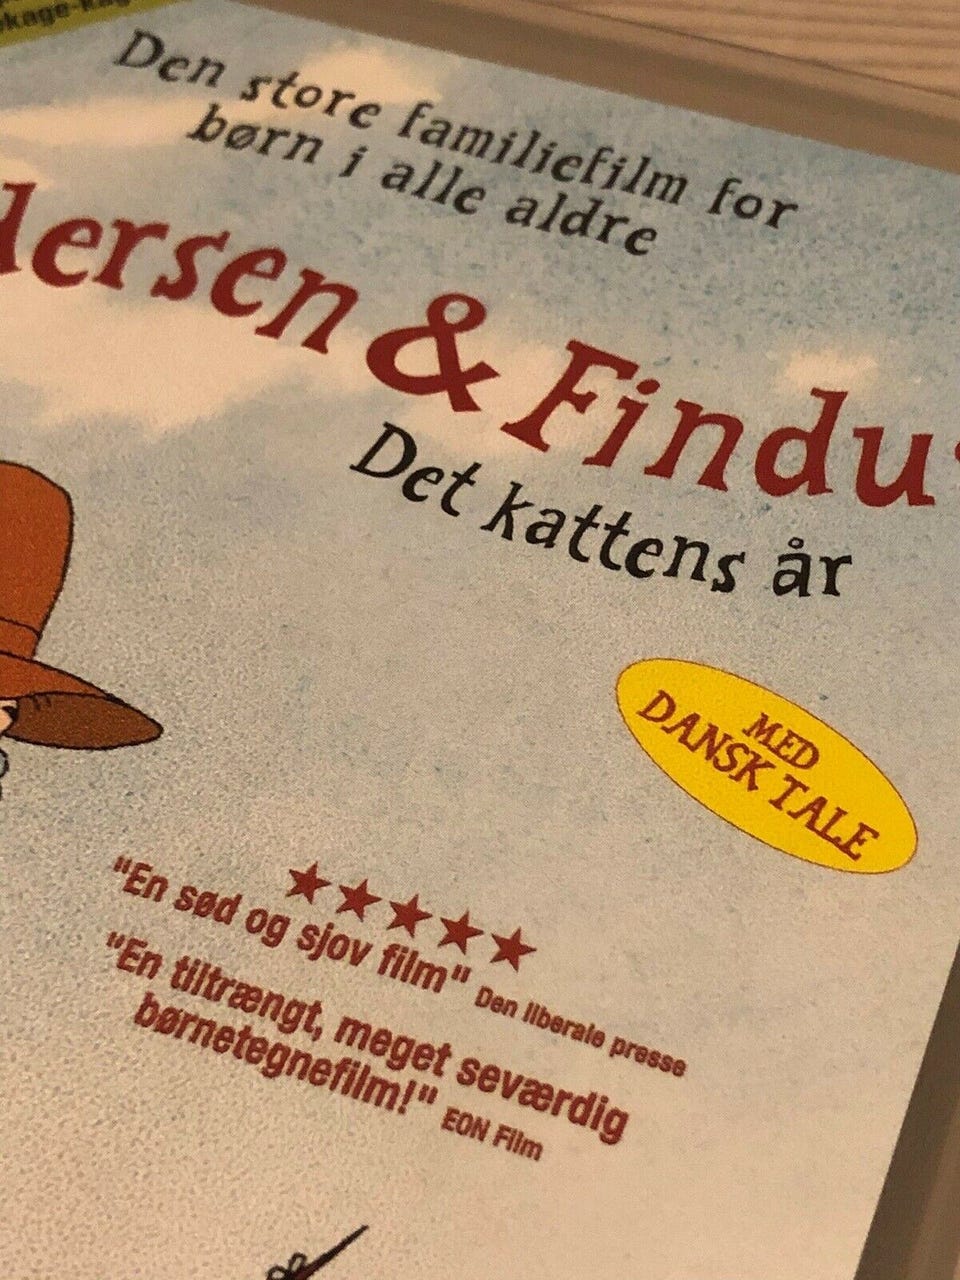 Den store familiefilm for
børn i alle aldre
dersen & Findu
Det kattens år
MED
DANSK TALE
"En sød og sjov film" Den liberale presse
"En tiltrængt, meget seværdig
børnetegnefilm!" EON Film